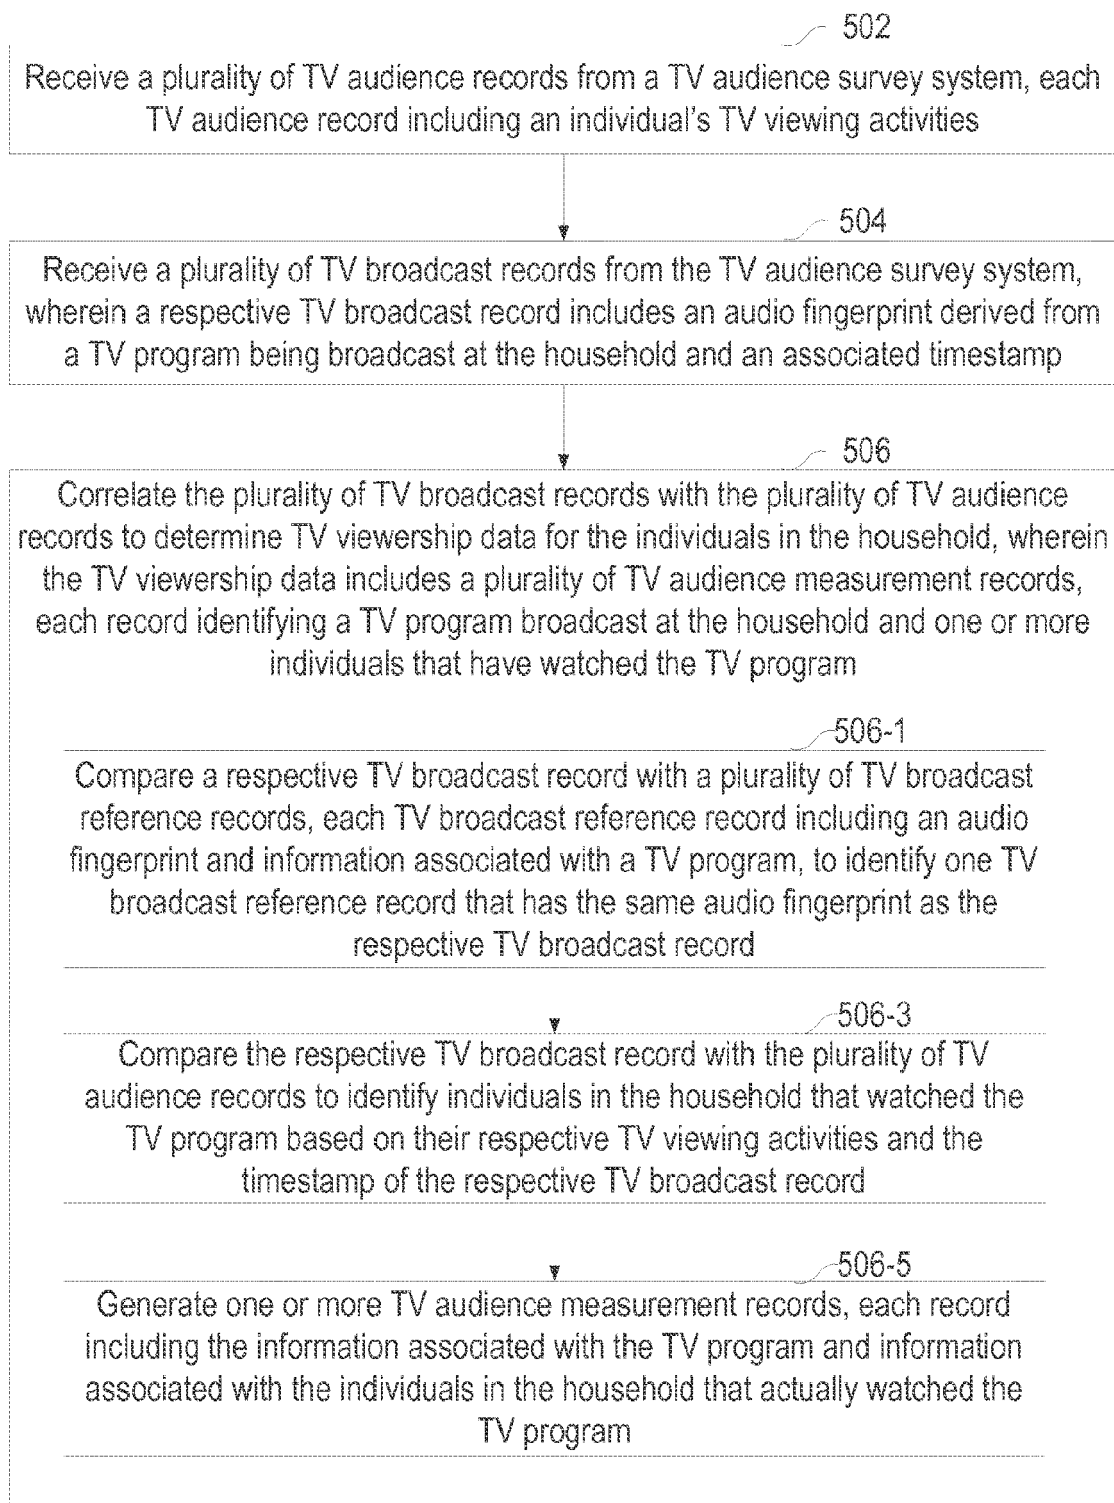 502
Receive a plurality of TV audience records from a TV audience survey system, each
TV audience record including an individual's TV viewing activities
504
Receive a plurality of TV broadcast records from the TV audience survey system,
wherein a respective TV broadcast record includes an audio fingerprint derived from
a TV program being broadcast at the household and an associated timestamp
506
Correlate the plurality of TV broadcast records with the plurality of TV audience
records to determine TV viewership data for the individuals in the household, wherein
the TV viewership data includes a plurality of TV audience measurement records,
each record identifying a TV program broadcast at the household and one or more
individuals that have watched the TV program
506-1
Compare a respective TV broadcast record with a plurality of TV broadcast
reference records, each TV broadcast reference record including an audio
fingerprint and information associated with a TV program, to identify one TV
broadcast reference record that has the same audio fingerprint as the
respective TV broadcast record
506-3
Compare the respective TV broadcast record with the plurality of TV
audience records to identify individuals in the household that watched the
TV program based on their respective TV viewing activities and the
timestamp of the respective TV broadcast record
506-5
Generate one or more TV audience measurement records, each record
including the information associated with the TV program and information
associated with the individuals in the household that actually watched the
TV program